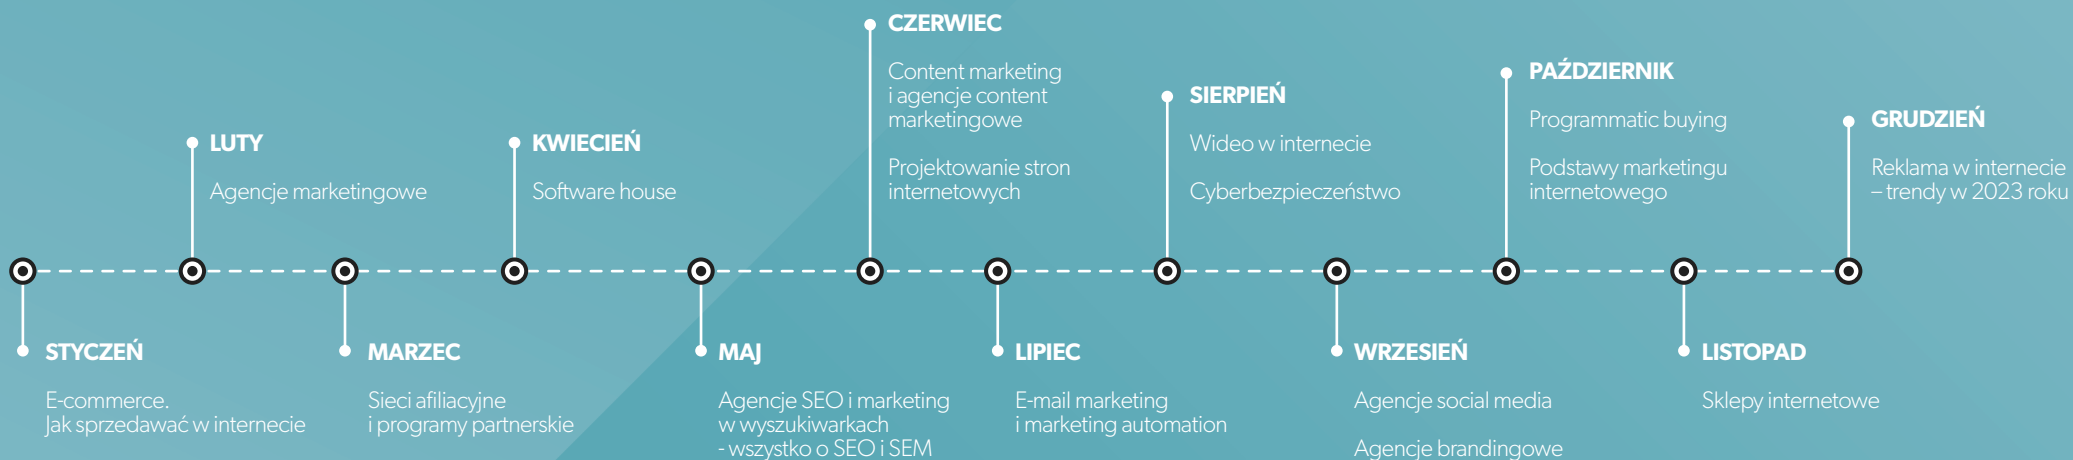 STYCZEŃ
E-commerce.
Jak sprzedawać w internecie
LUTY
Agencje marketingowe
MARZEC
Sieci afiliacyjne
i programy partnerskie
KWIECIEŃ
Software house
MAJ
Agencje SEO i marketing
w wyszukiwarkach
- wszystko o SEO i SEM
CZERWIEC
Content marketing
i agencje content
marketingowe
Projektowanie stron
internetowych
LIPIEC
E-mail marketing
i marketing automation
SIERPIEŃ
Wideo w internecie
Cyberbezpieczeństwo
WRZESIEŃ
Agencje social media
Agencje brandingowe
PAŹDZIERNIK
Programmatic buying
Podstawy marketingu
internetowego
LISTOPAD
Sklepy internetowe
GRUDZIEŃ
Reklama w internecie
– trendy w 2023 roku